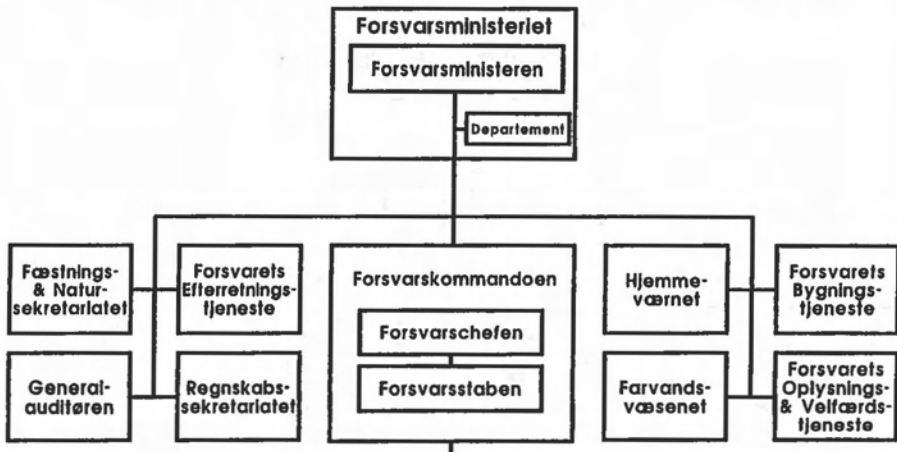 Forsvarsministeriet
Forsvarsministeren
Departement
Fæstnings-
& Natur-
sekretariatet
Forsvarets
Efterretnings-
tjeneste
Forsvarskommandoen
Forsvarschefen
Forsvarsstaben
Hjemme-
værnet
Forsvarets
Bygnings-
tjeneste
General-
auditøren
Regnskabs-
sekretariatet
Farvands-
væsenet
Forsvarets
Oplysnings-
& Velfærds-
tjeneste